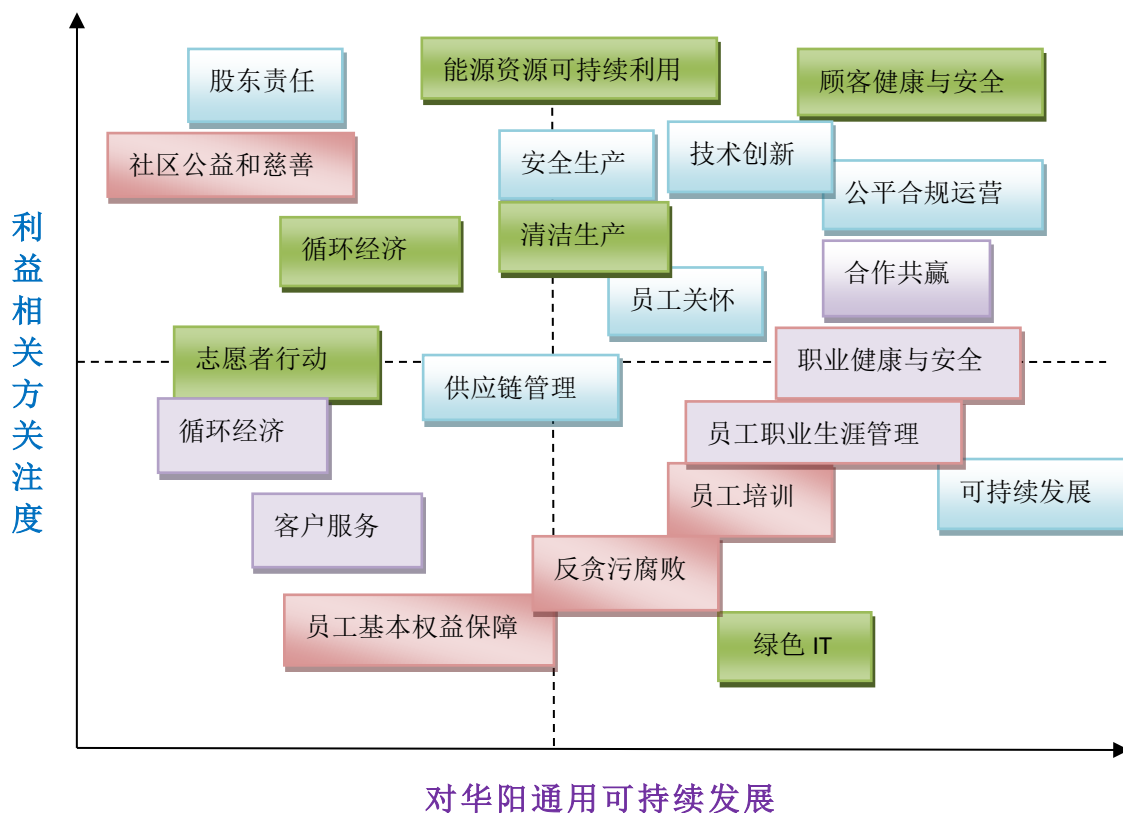 股东责任
能源资源可持续利用
顾客健康与安全
社区公益和慈善
安全生产
技术创新
公平合规运营
循环经济
清洁生产
合作共赢
员工关怀
志愿者行动
供应链管理
职业健康与安全
循环经济
员工职业生涯管理
员工培训
可持续发展
客户服务
反贪污腐败
员工基本权益保障
绿色 IT
利益相关方关注度
对华阳通用可持续发展